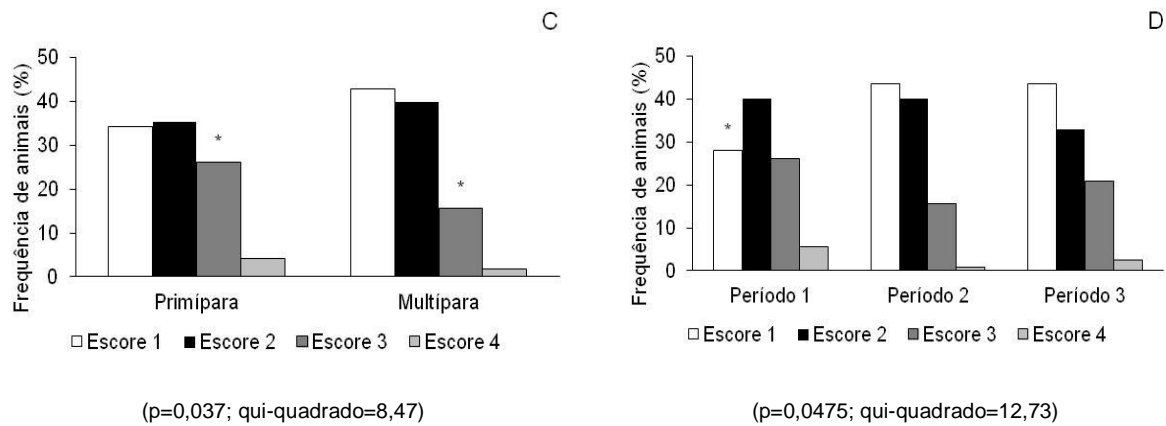 C
Frequência de animais (%)
50
40
30
20
10
0
*
*
Primípara
Multípara
Escore 1
Escore 2
Escore 3
Escore 4
(p=0,037; qui-quadrado=8,47)
D
Frequência de animais (%)
50
40
30
20
10
0
*
Período 1
Período 2
Período 3
Escore 1
Escore 2
Escore 3
Escore 4
(p=0,0475; qui-quadrado=12,73)